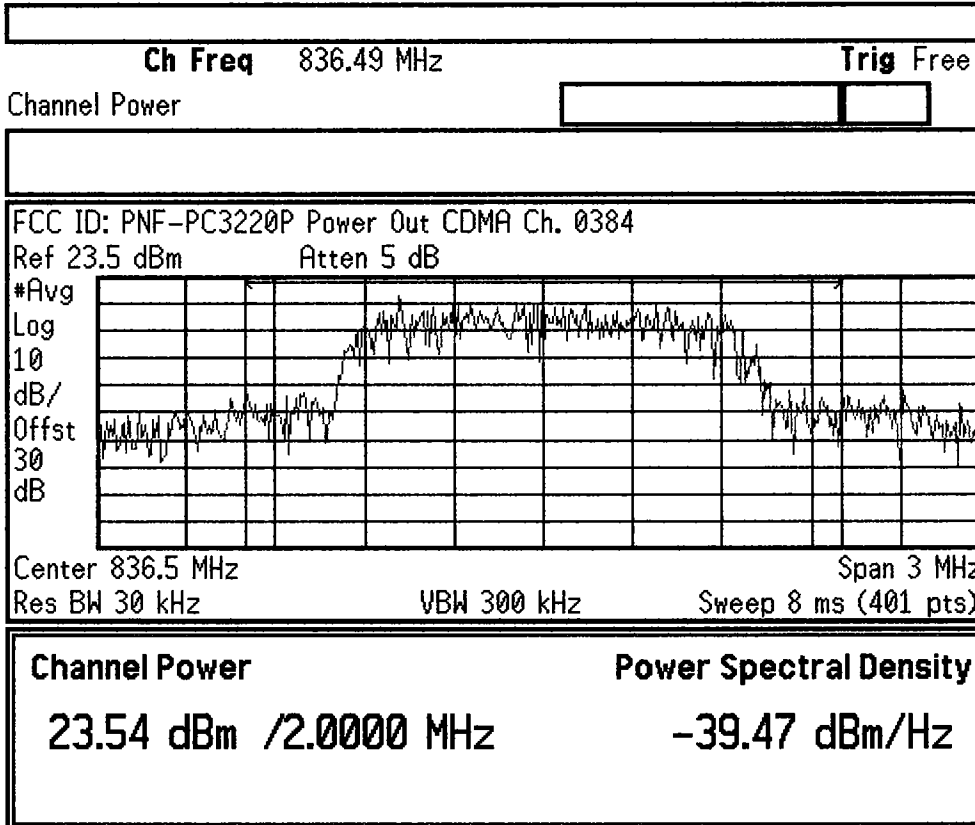 Ch Freq 836.49 MHz Trig Free
Channel Power
FCC ID: PNF-PC3220P Power Out CDMA Ch. 0384
Ref 23.5 dBm Atten 5 dB
#Avg
Log
10
dB/
Offst
30
dB
Center 836.5 MHz Span 3 MHz
Res BW 30 kHz VBW 300 kHz Sweep 8 ms (401 pts)
Channel Power Power Spectral Density
23.54 dBm /2.0000 MHz -39.47 dBm/Hz